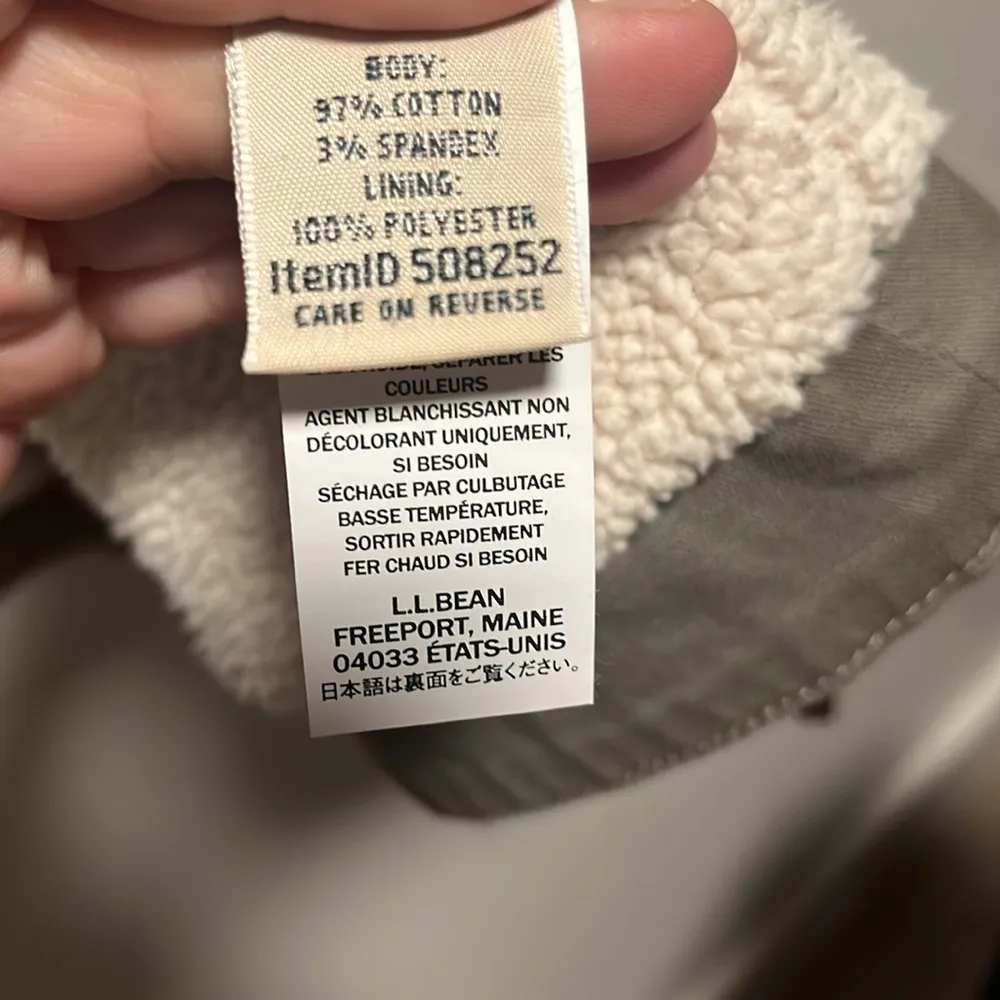 BODY:
97% COTTON
3% SPANDEX
LINING:
100% POLYESTER
ItemID 508252
CARE ON REVERSE
SÉPARER LES
COULEURS
AGENT BLANCHISSANT NON
DÉCOLORANT UNIQUEMENT,
SI BESOIN
SÉCHAGE PAR CULBUTAGE
BASSE TEMPÉRATURE,
SORTIR RAPIDEMENT
FER CHAUD SI BESOIN
L.L.BEAN
FREEPORT, MAINE
04033 ÉTATS-UNIS
日本語は裏面をご覧ください。